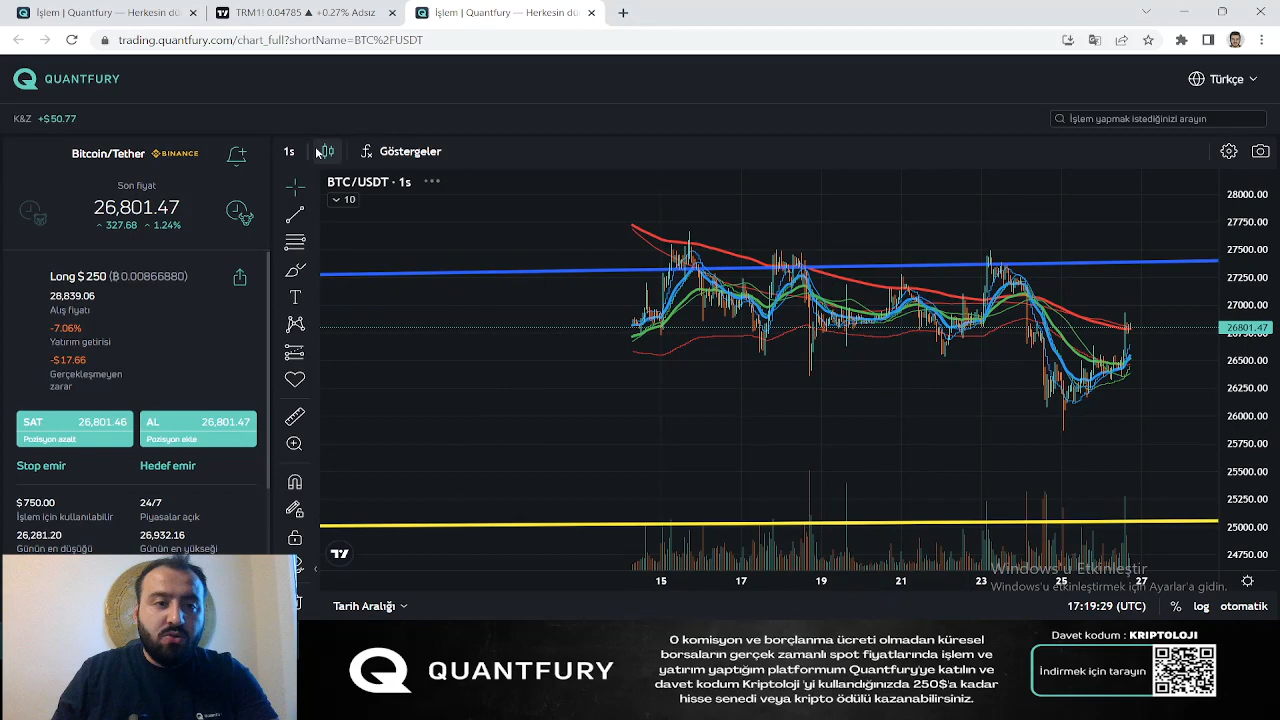 İşlem | Quantfury — Herkesin dü
TRM1! 0.04785 ▲ +0.27% Adsız
İşlem | Quantfury — Herkesin dü
trading.quantfury.com/chart_full?shortName=BTC%2FUSDT
QUANTFURY
Türkçe
K&Z +$50.77
İşlem yapmak istediğinizi arayın
Bitcoin/Tether BINANCE
1s
Göstergeler
Son fiyat
26,801.47
327.68 1.24%
BTC/USDT · 1s
10
Long $ 250 (₿ 0.00866880)
28,839.06
Alış fiyatı
-7.06%
Yatırım getirisi
-$17.66
Gerçekleşmeyen
zarar
SAT 26,801.46
Pozisyon azalt
AL 26,801.47
Pozisyon ekle
Stop emir
Hedef emir
$ 750.00
İşlem için kullanılabilir
24/7
Piyasalar açık
26,281.20
Günün en düşüğü
26,932.16
Günün en yükseği
28000.00
27750.00
27500.00
27250.00
27000.00
26801.47
26500.00
26250.00
26000.00
25750.00
25500.00
25250.00
25000.00
24750.00
15 17 19 21 23 25 27
Windows'u Etkinleştir
Windows'u etkinleştirmek için Ayarlar'a gidin.
Tarih Aralığı
17:19:29 (UTC) % log otomatik
QUANTFURY
0 komisyon ve borçlanma ücreti olmadan küresel
borsaların gerçek zamanlı spot fiyatlarında işlem ve
yatırım yaptığım platformum Quantfury'ye katılın ve
davet kodum Kriptoloji 'yi kullandığınızda 250$'a kadar
hisse senedi veya kripto ödülü kazanabilirsiniz.
Davet kodum : KRIPTOLOJI
İndirmek için tarayın